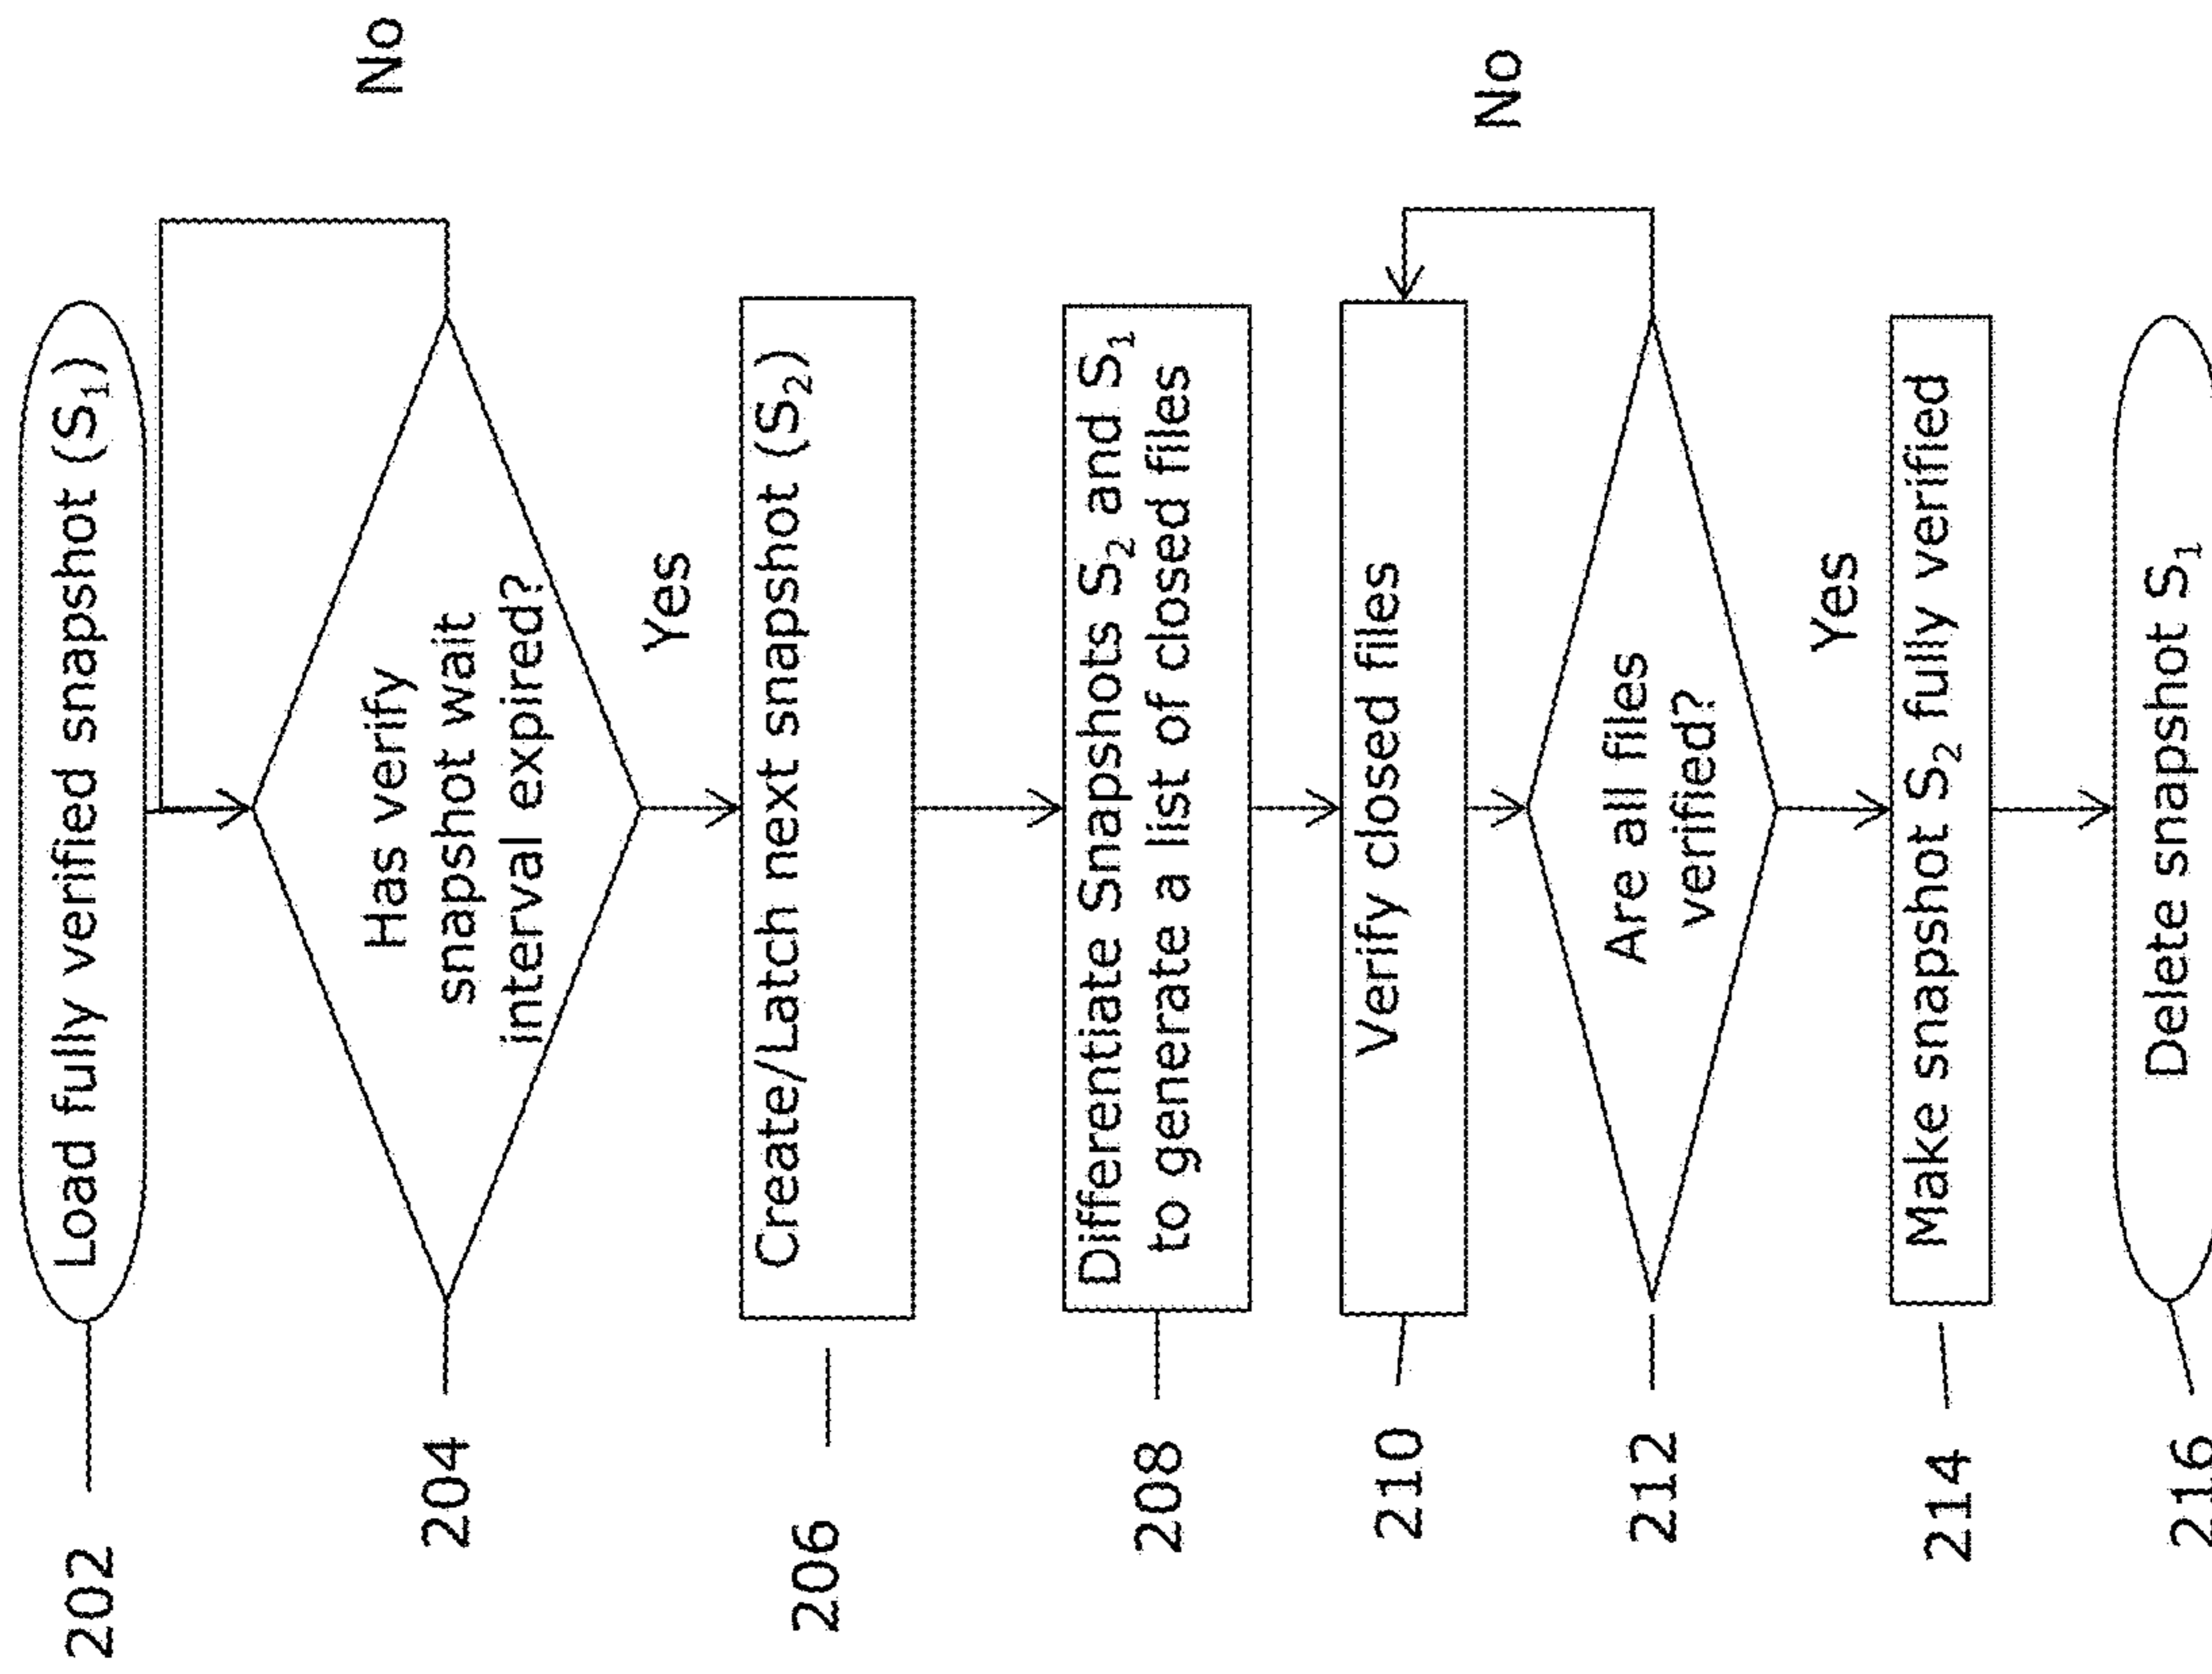 202
Load fully verified snapshot (S₁)
204
Has verify
snapshot wait
interval expired?
No
Yes
206
Create/Latch next snapshot (S₂)
208
Differentiate Snapshots S₂ and S₁
to generate a list of closed files
210
Verify closed files
212
Are all files
verified?
No
Yes
214
Make snapshot S₂ fully verified
216
Delete snapshot S₁